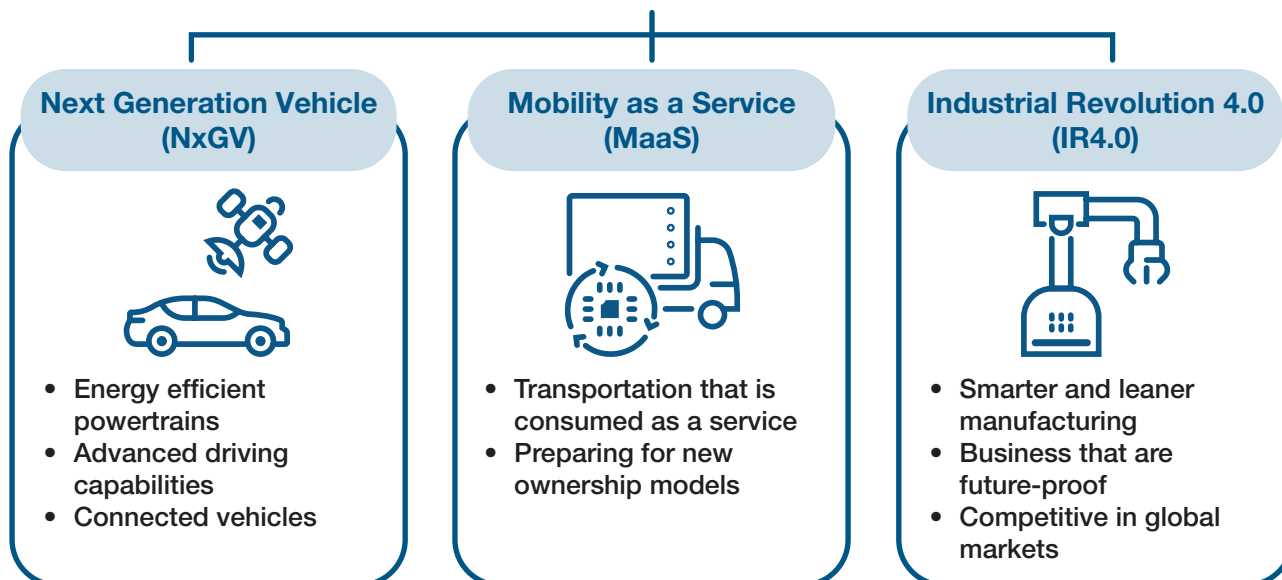 Next Generation Vehicle
(NxGV)
• Energy efficient
powertrains
• Advanced driving
capabilities
• Connected vehicles
Mobility as a Service
(MaaS)
• Transportation that is
consumed as a service
• Preparing for new
ownership models
Industrial Revolution 4.0
(IR4.0)
• Smarter and leaner
manufacturing
• Business that are
future-proof
• Competitive in global
markets